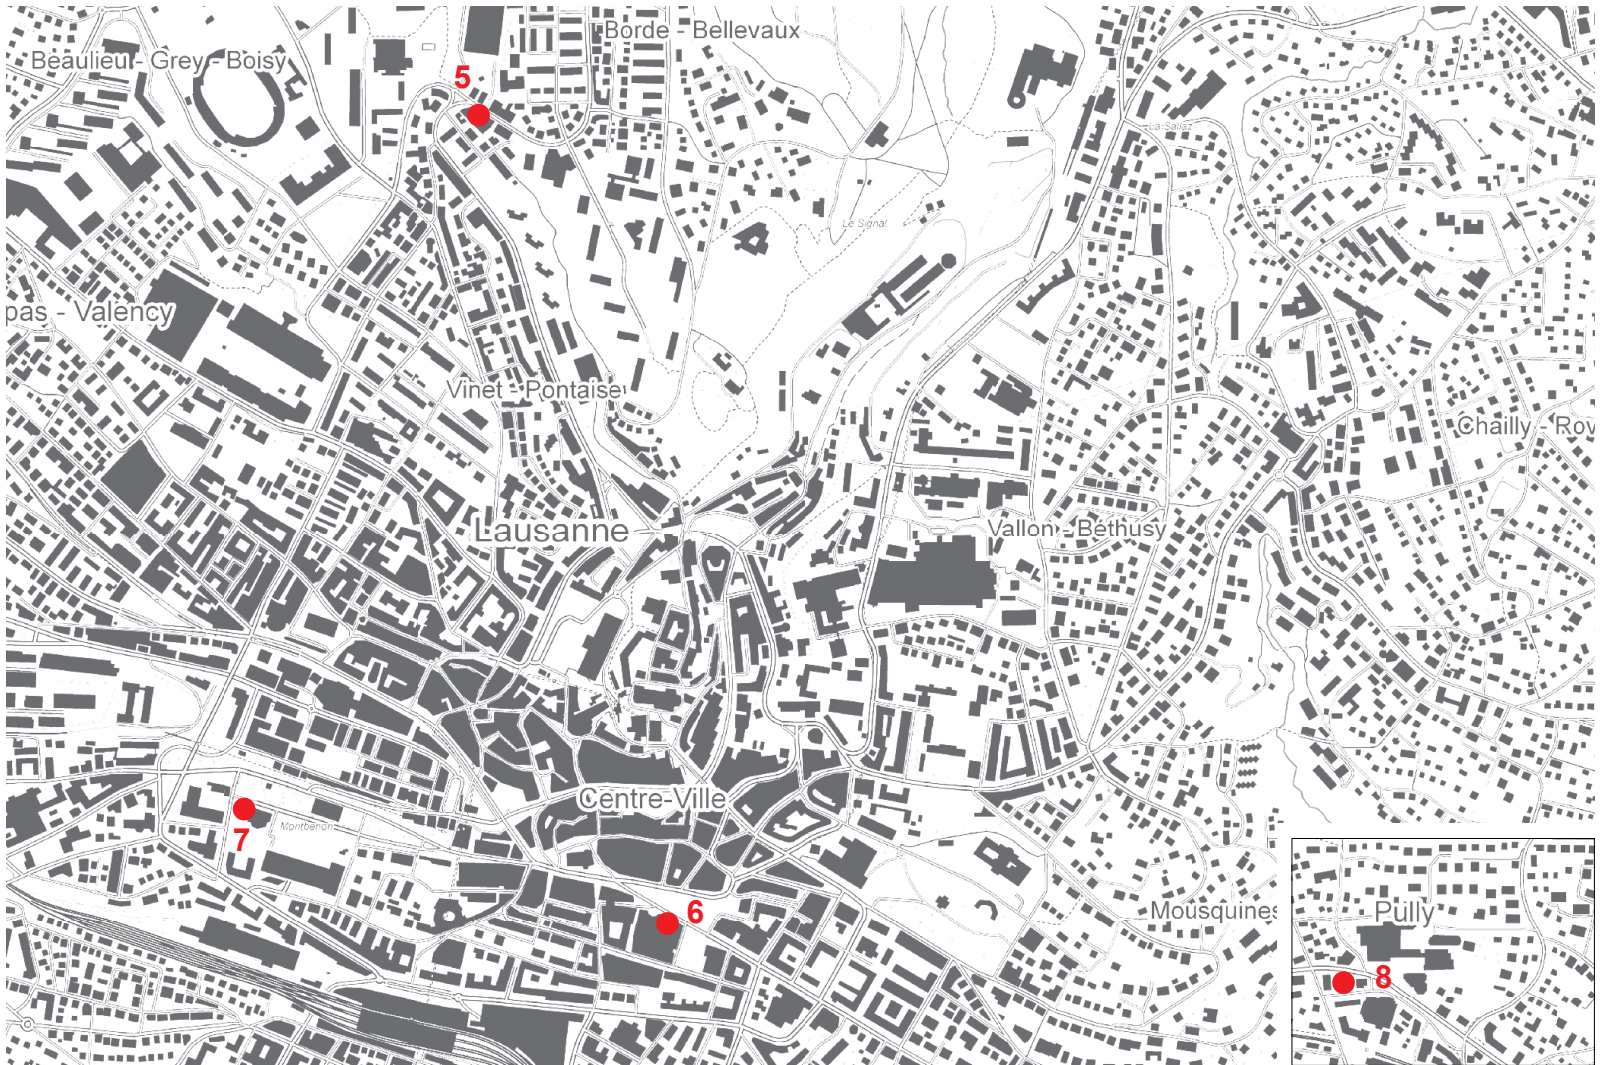 Borde - Bellevaux
Beaulieu - Grey - Boisy
5
La Sallaz
Le Signal
pas - Valency
Vinet - Pontaise
Chailly - Rov
Lausanne
Vallon - Béthusy
Centre-Ville
7
Montbenon
6
Mousquines
Pully
8